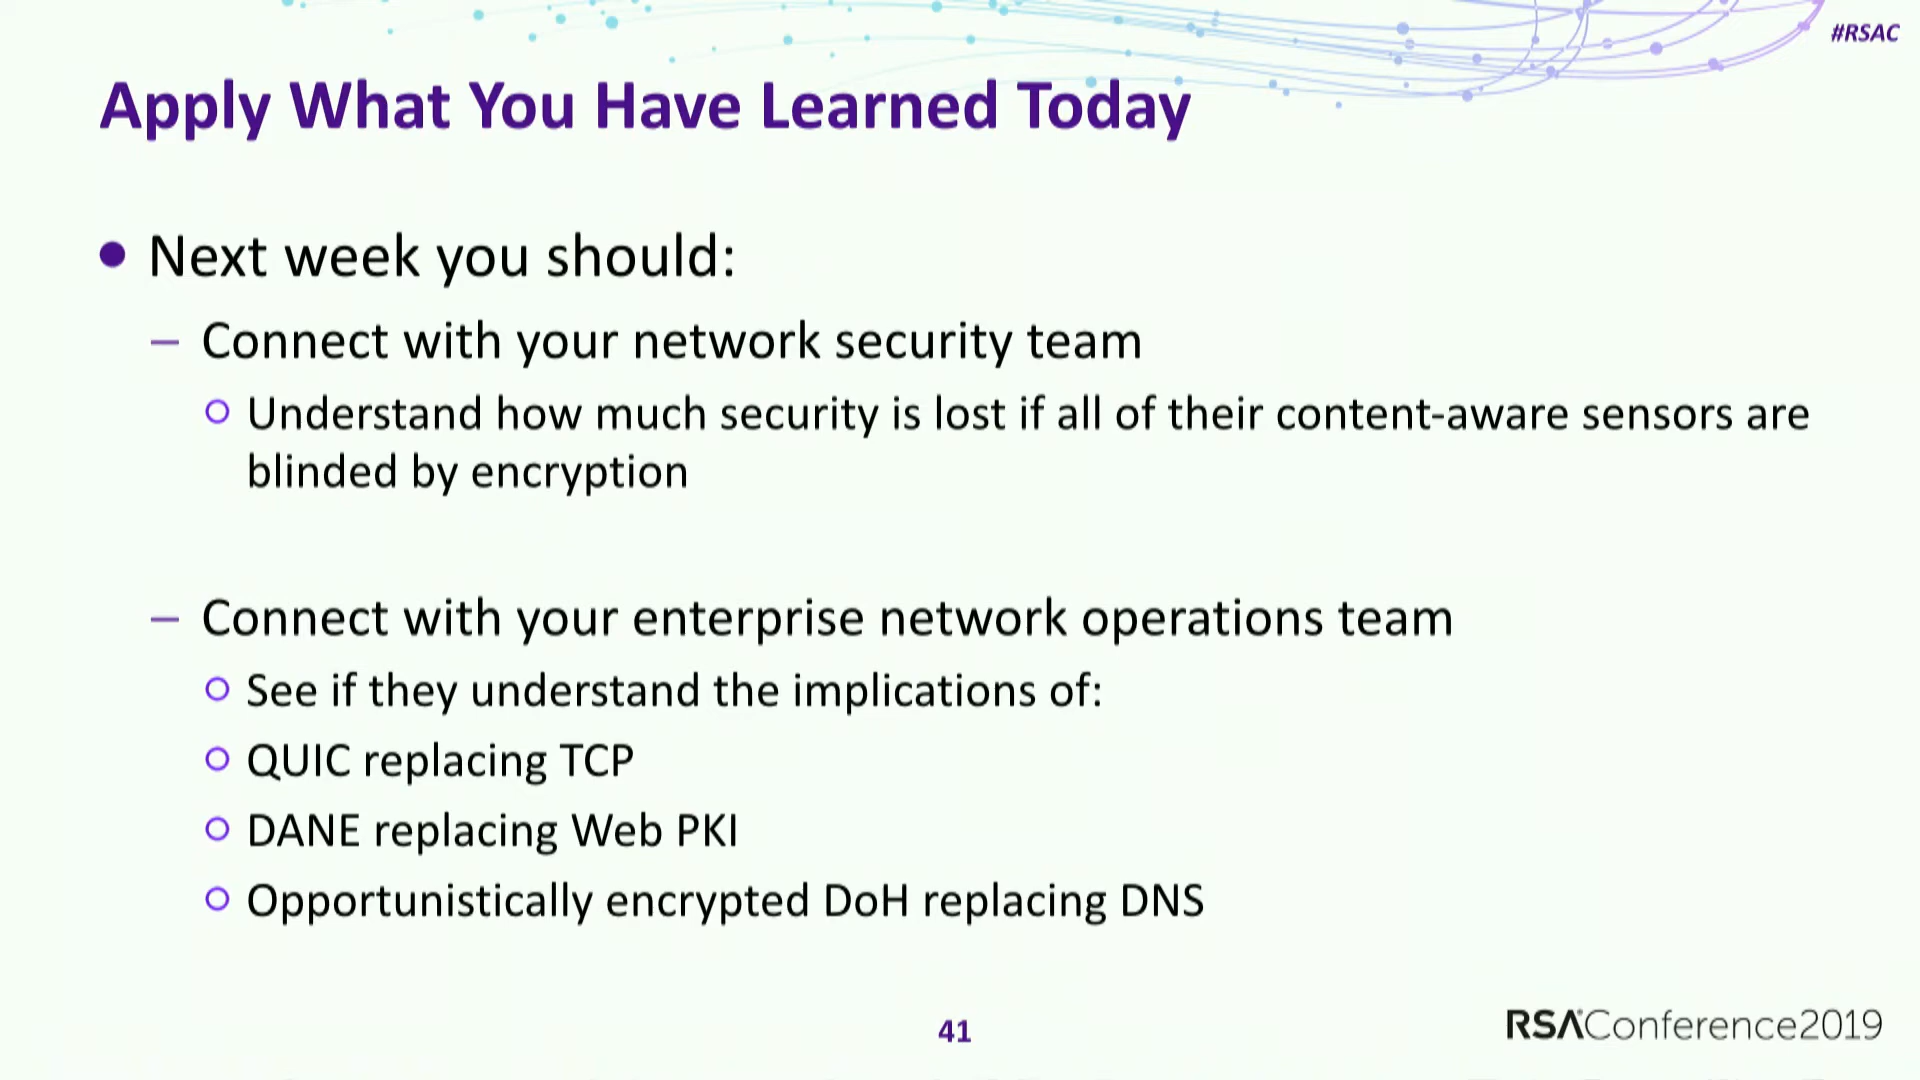 #RSAC
Apply What You Have Learned Today
● Next week you should:
– Connect with your network security team
○ Understand how much security is lost if all of their content-aware sensors are
blinded by encryption
– Connect with your enterprise network operations team
○ See if they understand the implications of:
○ QUIC replacing TCP
○ DANE replacing Web PKI
○ Opportunistically encrypted DoH replacing DNS
41
RSAConference2019